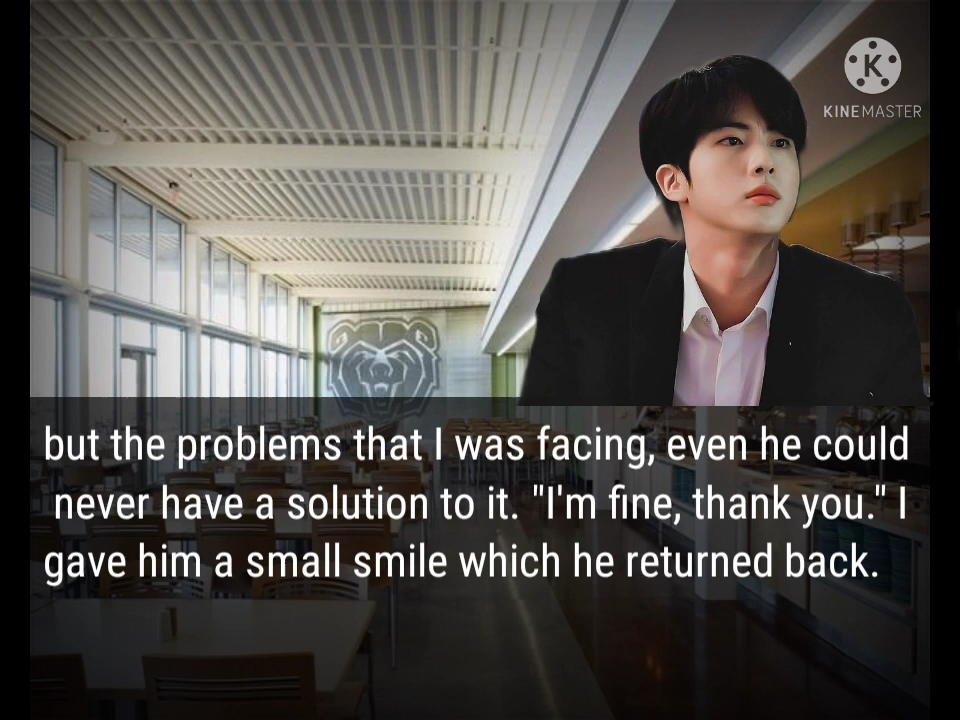 K
KINEMASTER
but the problems that I was facing, even he could
never have a solution to it. "I'm fine, thank you." I
gave him a small smile which he returned back.